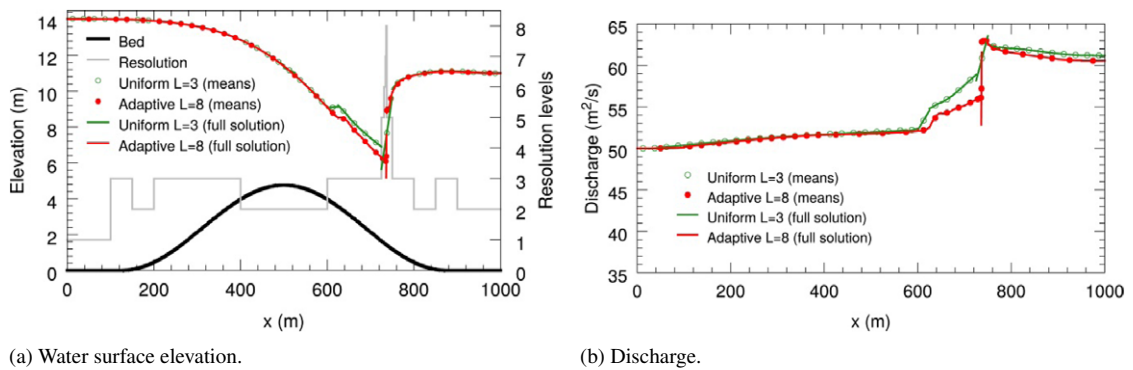 14
12
10
8
6
4
2
0
Elevation (m)
Bed
Resolution
Uniform L=3 (means)
Adaptive L=8 (means)
Uniform L=3 (full solution)
Adaptive L=8 (full solution)
8
7
6
5
4
3
2
1
0
Resolution levels
0 200 400 600 800 1000
x (m)
(a) Water surface elevation.
65
60
55
50
45
40
35
Discharge (m²/s)
Uniform L=3 (means)
Adaptive L=8 (means)
Uniform L=3 (full solution)
Adaptive L=8 (full solution)
0 200 400 600 800 1000
x (m)
(b) Discharge.